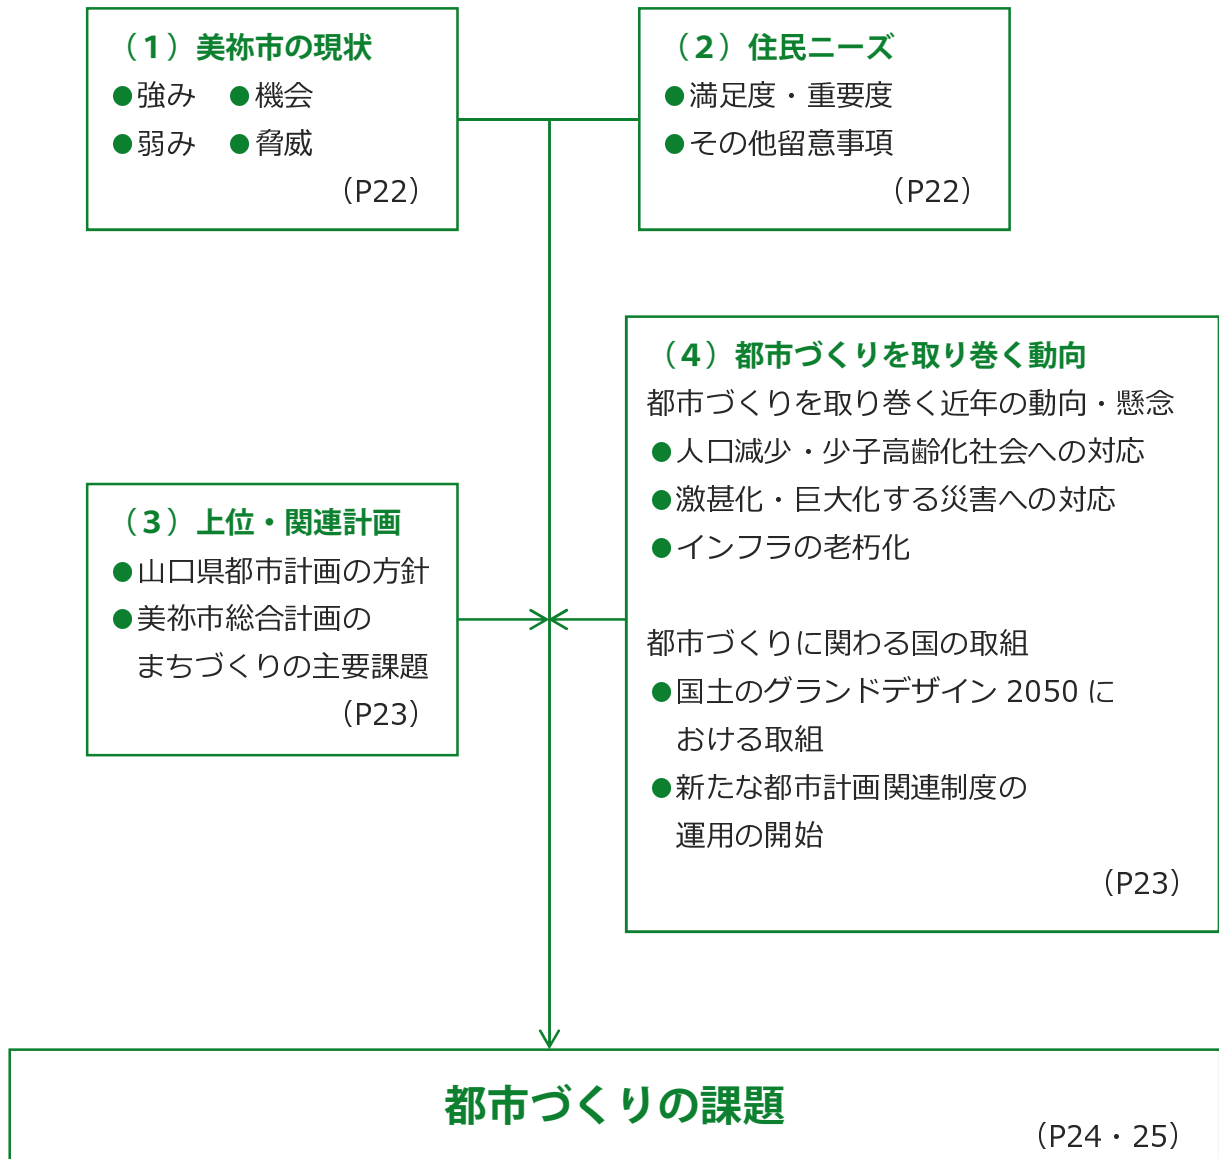 （１）美祢市の現状
●強み　●機会
●弱み　●脅威
（P22）
（２）住民ニーズ
●満足度・重要度
●その他留意事項
（P22）
（３）上位・関連計画
●山口県都市計画の方針
●美祢市総合計画の
まちづくりの主要課題
（P23）
（４）都市づくりを取り巻く動向
都市づくりを取り巻く近年の動向・懸念
●人口減少・少子高齢化社会への対応
●激甚化・巨大化する災害への対応
●インフラの老朽化
都市づくりに関わる国の取組
●国土のグランドデザイン 2050 に
おける取組
●新たな都市計画関連制度の
運用の開始
（P23）
都市づくりの課題
（P24・25）